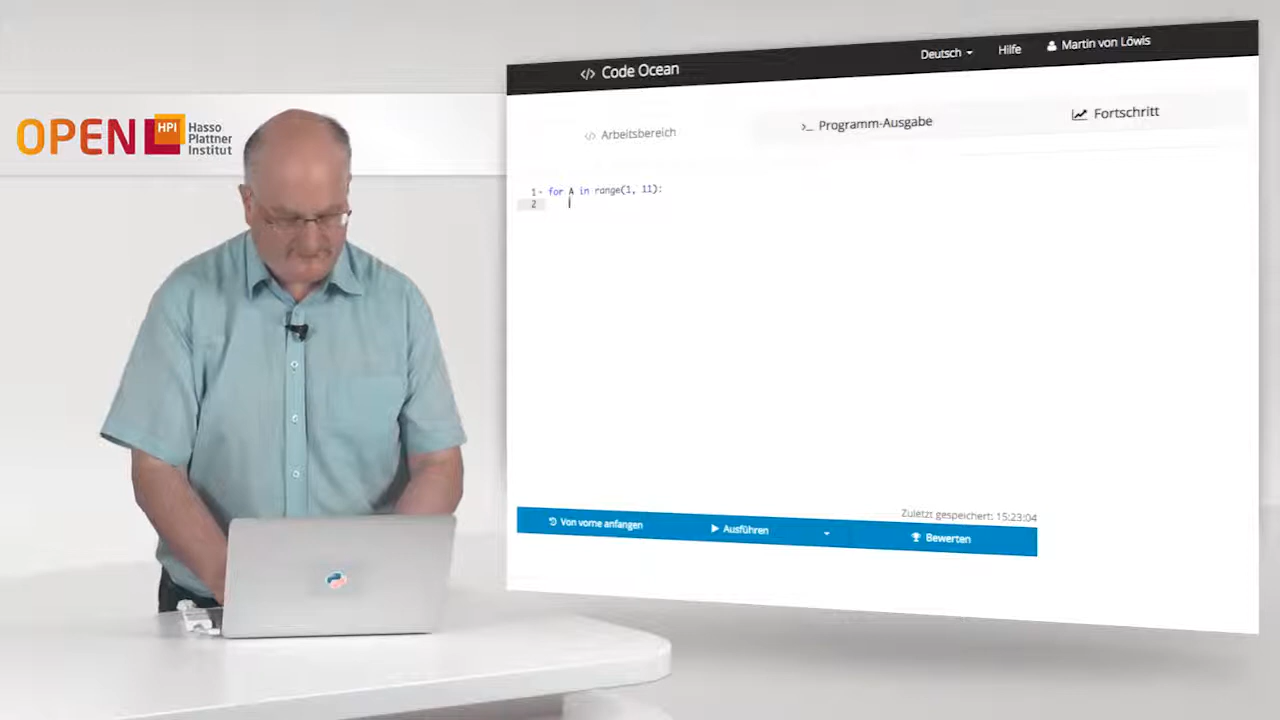 OPEN HPI Hasso
Plattner
Institut
</> Code Ocean
Deutsch
Hilfe
Martin von Löwis
</> Arbeitsbereich
>_ Programm-Ausgabe
Fortschritt
1 for A in range(1, 11):
2
Zuletzt gespeichert: 15:23:04
Von vorne anfangen
Ausführen
Bewerten